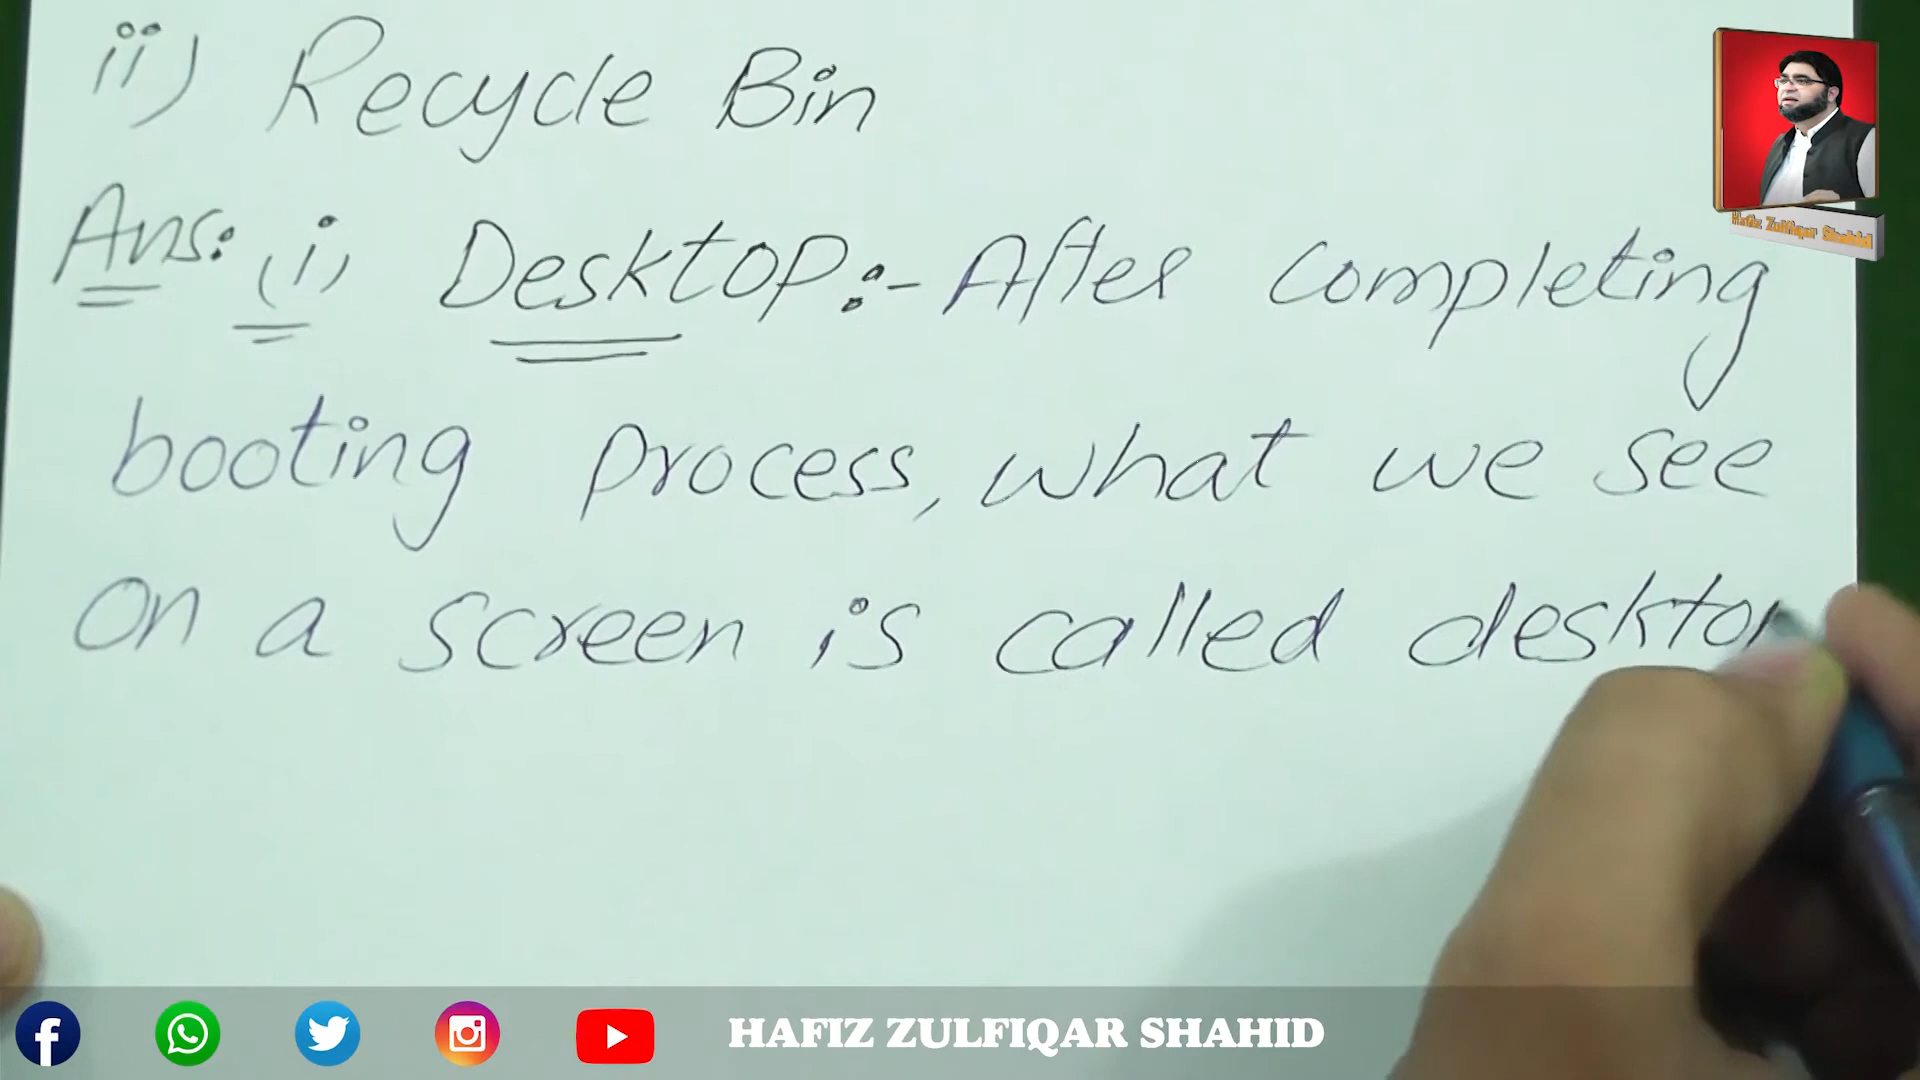 ii) Recycle Bin
Hafiz Zulfiqar Shahid
Ans: (i) Desktop:- After completing
booting process, what we see
on a screen is called desktop
HAFIZ ZULFIQAR SHAHID